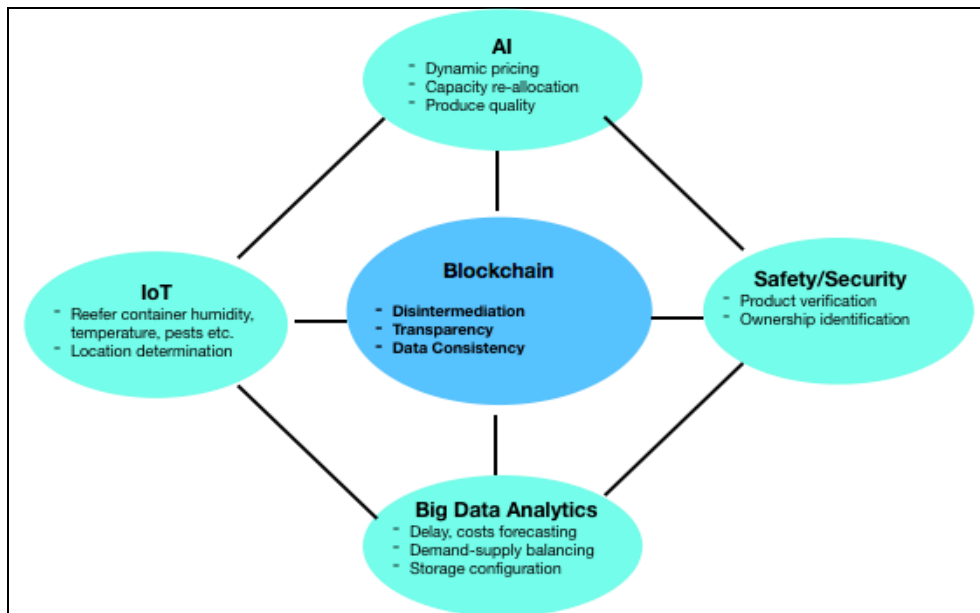 AI
- Dynamic pricing
- Capacity re-allocation
- Produce quality
Blockchain
- Disintermediation
- Transparency
- Data Consistency
IoT
- Reefer container humidity,
temperature, pests etc.
- Location determination
Safety/Security
- Product verification
- Ownership identification
Big Data Analytics
- Delay, costs forecasting
- Demand-supply balancing
- Storage configuration